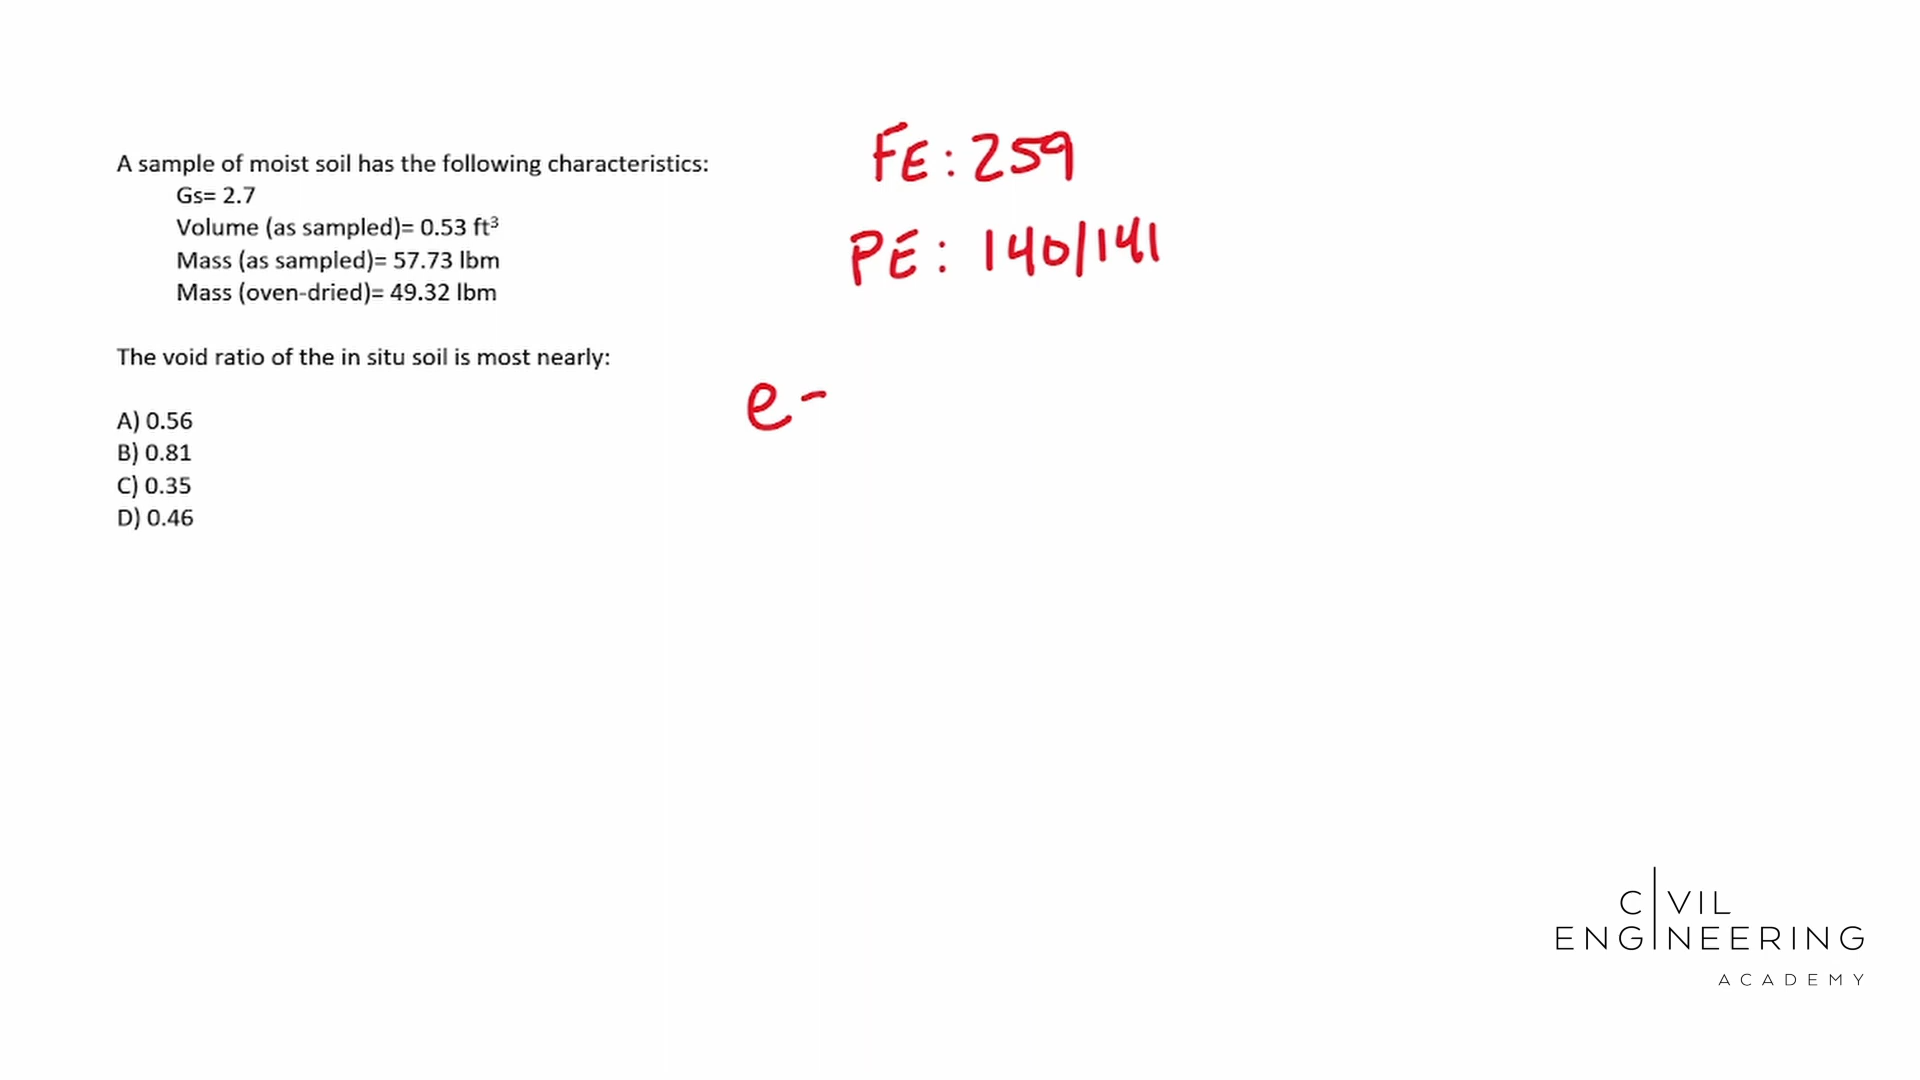 A sample of moist soil has the following characteristics:
Gs= 2.7
Volume (as sampled)= 0.53 ft³
Mass (as sampled)= 57.73 lbm
Mass (oven-dried)= 49.32 lbm
The void ratio of the in situ soil is most nearly:
A) 0.56
B) 0.81
C) 0.35
D) 0.46
FE: 259
PE: 140/141
e-
CIVIL
ENGINEERING
ACADEMY